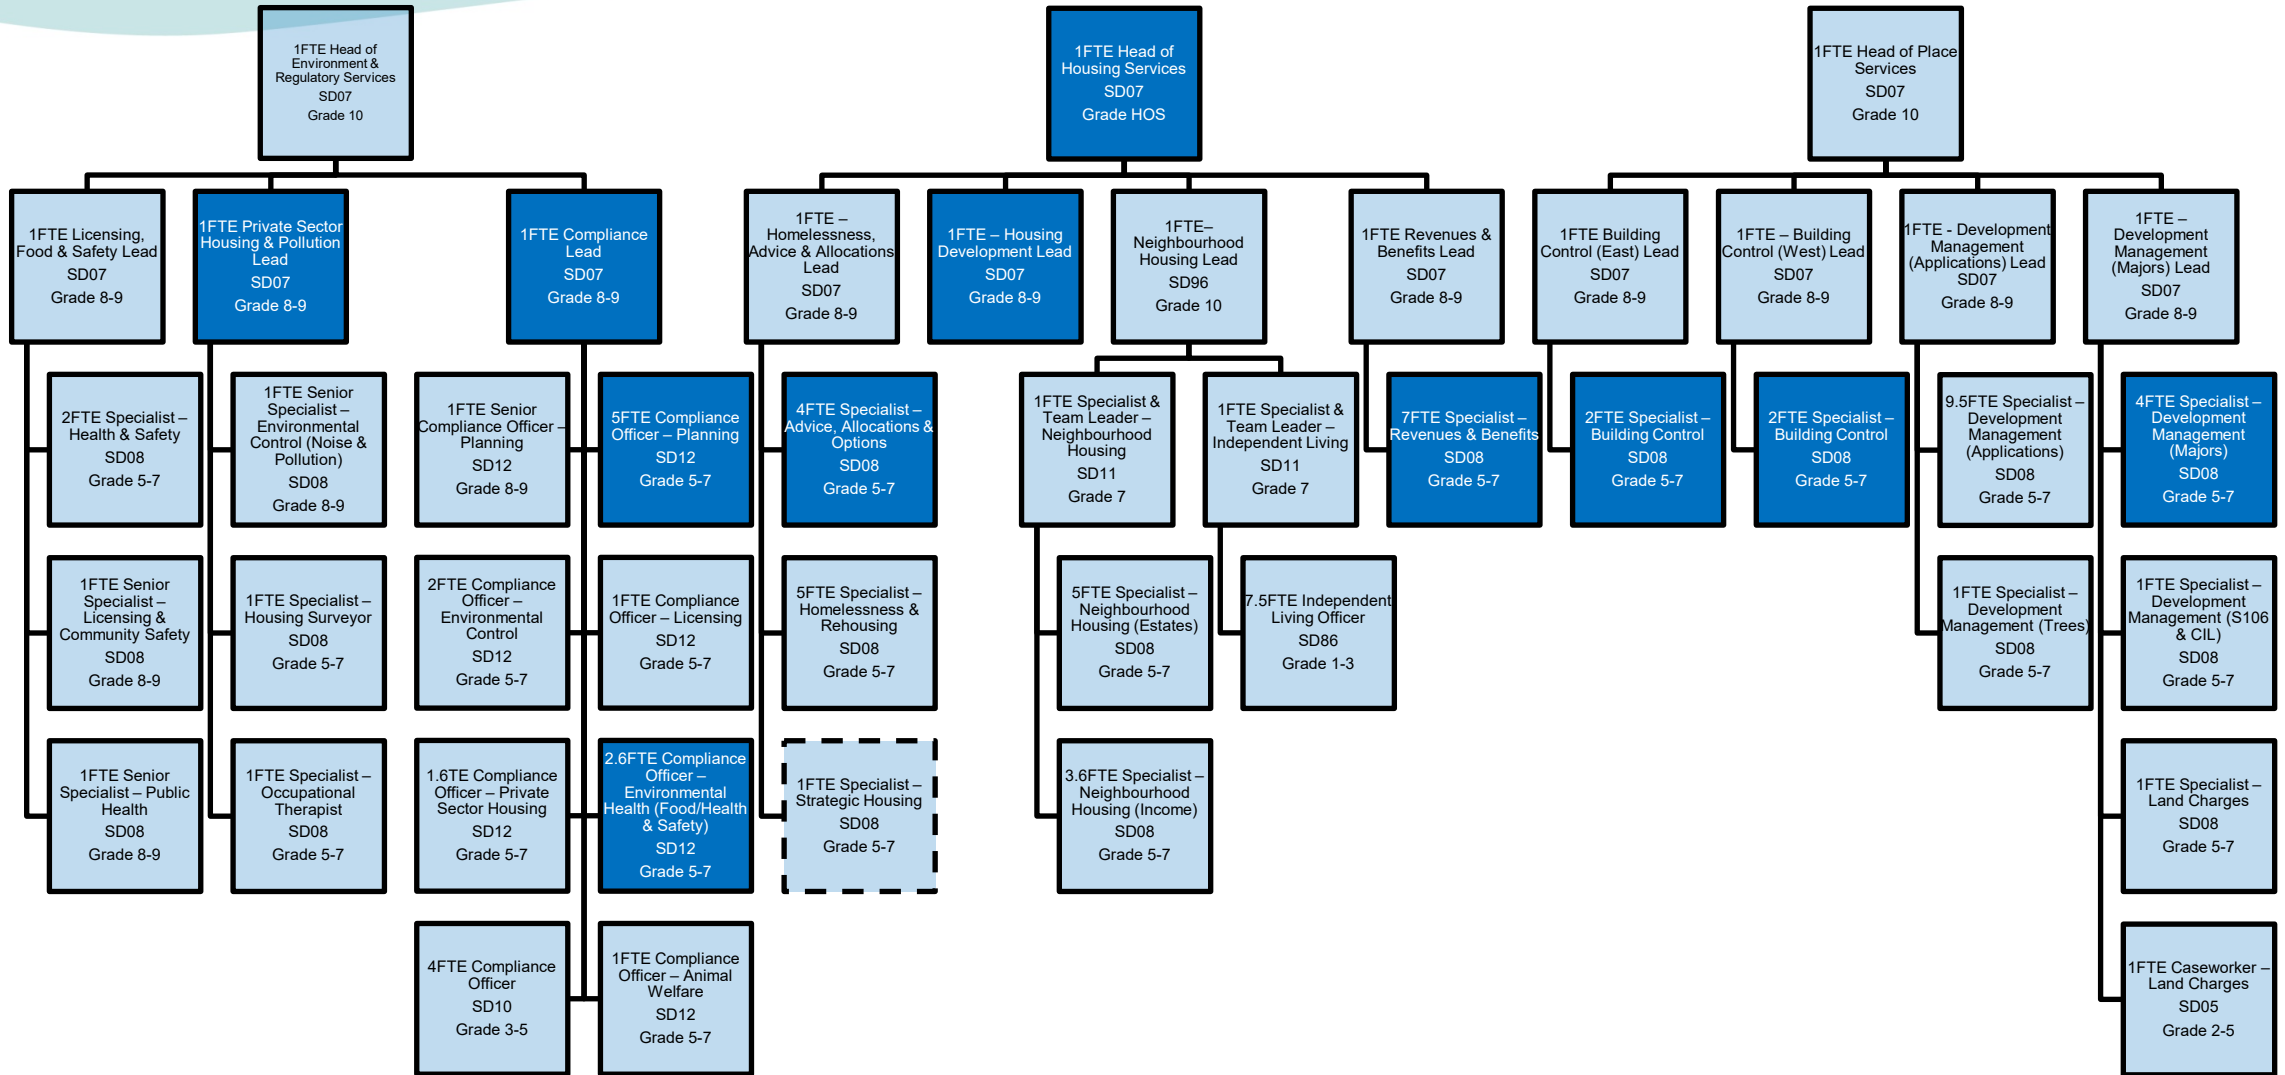 1FTE Head of
Environment &
Regulatory Services
SD07
Grade 10
1FTE Head of
Housing Services
SD07
Grade HOS
1FTE Head of Place
Services
SD07
Grade 10
1FTE Licensing,
Food & Safety Lead
SD07
Grade 8-9
1FTE Private Sector
Housing & Pollution
Lead
SD07
Grade 8-9
1FTE Compliance
Lead
SD07
Grade 8-9
1FTE –
Homelessness,
Advice & Allocations
Lead
SD07
Grade 8-9
1FTE – Housing
Development Lead
SD07
Grade 8-9
1FTE–
Neighbourhood
Housing Lead
SD96
Grade 10
1FTE Revenues &
Benefits Lead
SD07
Grade 8-9
1FTE Building
Control (East) Lead
SD07
Grade 8-9
1FTE – Building
Control (West) Lead
SD07
Grade 8-9
1FTE - Development
Management
(Applications) Lead
SD07
Grade 8-9
1FTE –
Development
Management
(Majors) Lead
SD07
Grade 8-9
2FTE Specialist –
Health & Safety
SD08
Grade 5-7
1FTE Senior
Specialist –
Environmental
Control (Noise &
Pollution)
SD08
Grade 8-9
1FTE Senior
Compliance Officer –
Planning
SD12
Grade 8-9
5FTE Compliance
Officer – Planning
SD12
Grade 5-7
4FTE Specialist –
Advice, Allocations &
Options
SD08
Grade 5-7
1FTE Specialist &
Team Leader –
Neighbourhood
Housing
SD11
Grade 7
1FTE Specialist &
Team Leader –
Independent Living
SD11
Grade 7
7FTE Specialist –
Revenues & Benefits
SD08
Grade 5-7
2FTE Specialist –
Building Control
SD08
Grade 5-7
2FTE Specialist –
Building Control
SD08
Grade 5-7
9.5FTE Specialist –
Development
Management
(Applications)
SD08
Grade 5-7
4FTE Specialist –
Development
Management
(Majors)
SD08
Grade 5-7
1FTE Senior
Specialist –
Licensing &
Community Safety
SD08
Grade 8-9
1FTE Specialist –
Housing Surveyor
SD08
Grade 5-7
2FTE Compliance
Officer –
Environmental
Control
SD12
Grade 5-7
1FTE Compliance
Officer – Licensing
SD12
Grade 5-7
5FTE Specialist –
Homelessness &
Rehousing
SD08
Grade 5-7
5FTE Specialist –
Neighbourhood
Housing (Estates)
SD08
Grade 5-7
7.5FTE Independent
Living Officer
SD86
Grade 1-3
1FTE Specialist –
Development
Management (Trees)
SD08
Grade 5-7
1FTE Specialist –
Development
Management (S106
& CIL)
SD08
Grade 5-7
1FTE Senior
Specialist – Public
Health
SD08
Grade 8-9
1FTE Specialist –
Occupational
Therapist
SD08
Grade 5-7
1.6TE Compliance
Officer – Private
Sector Housing
SD12
Grade 5-7
2.6FTE Compliance
Officer –
Environmental
Health (Food/Health
& Safety)
SD12
Grade 5-7
1FTE Specialist –
Strategic Housing
SD08
Grade 5-7
3.6FTE Specialist –
Neighbourhood
Housing (Income)
SD08
Grade 5-7
1FTE Specialist –
Land Charges
SD08
Grade 5-7
4FTE Compliance
Officer
SD10
Grade 3-5
1FTE Compliance
Officer – Animal
Welfare
SD12
Grade 5-7
1FTE Caseworker –
Land Charges
SD05
Grade 2-5